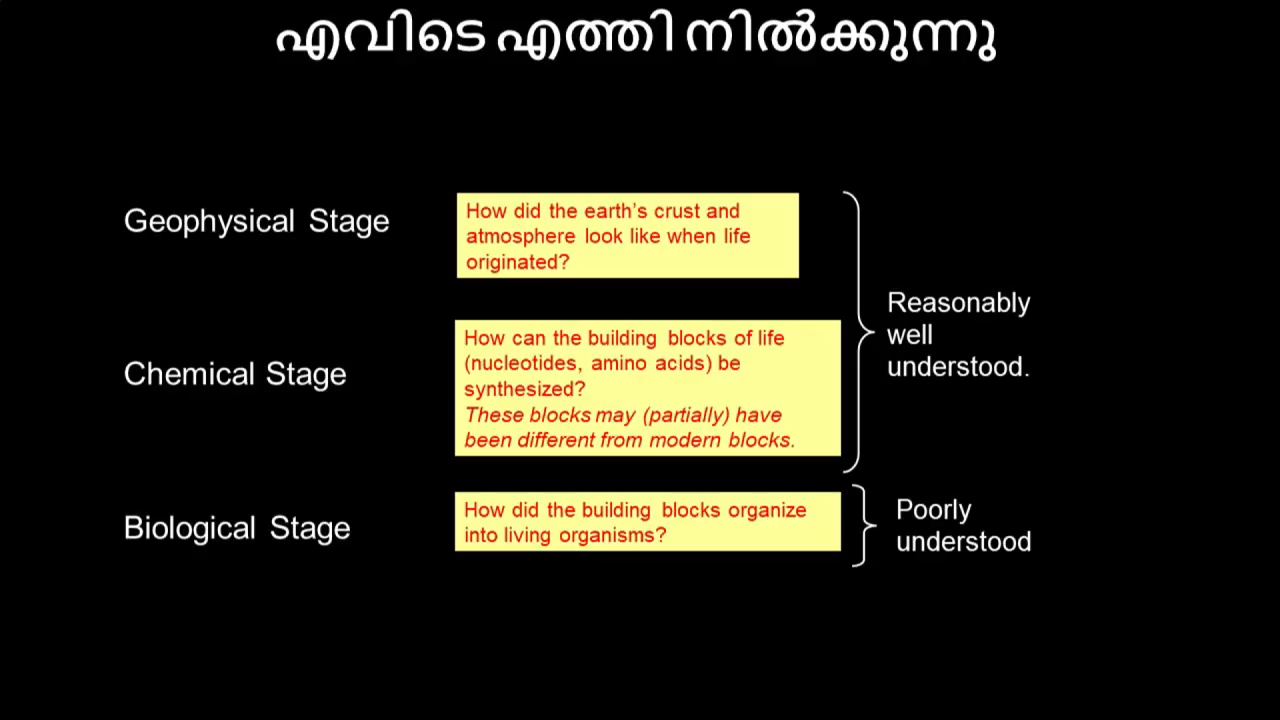 എവിടെ എത്തി നിൽക്കുന്നു
Geophysical Stage
How did the earth's crust and
atmosphere look like when life
originated?
Reasonably
well
understood.
Chemical Stage
How can the building blocks of life
(nucleotides, amino acids) be
synthesized?
These blocks may (partially) have
been different from modern blocks.
Biological Stage
How did the building blocks organize
into living organisms?
Poorly
understood